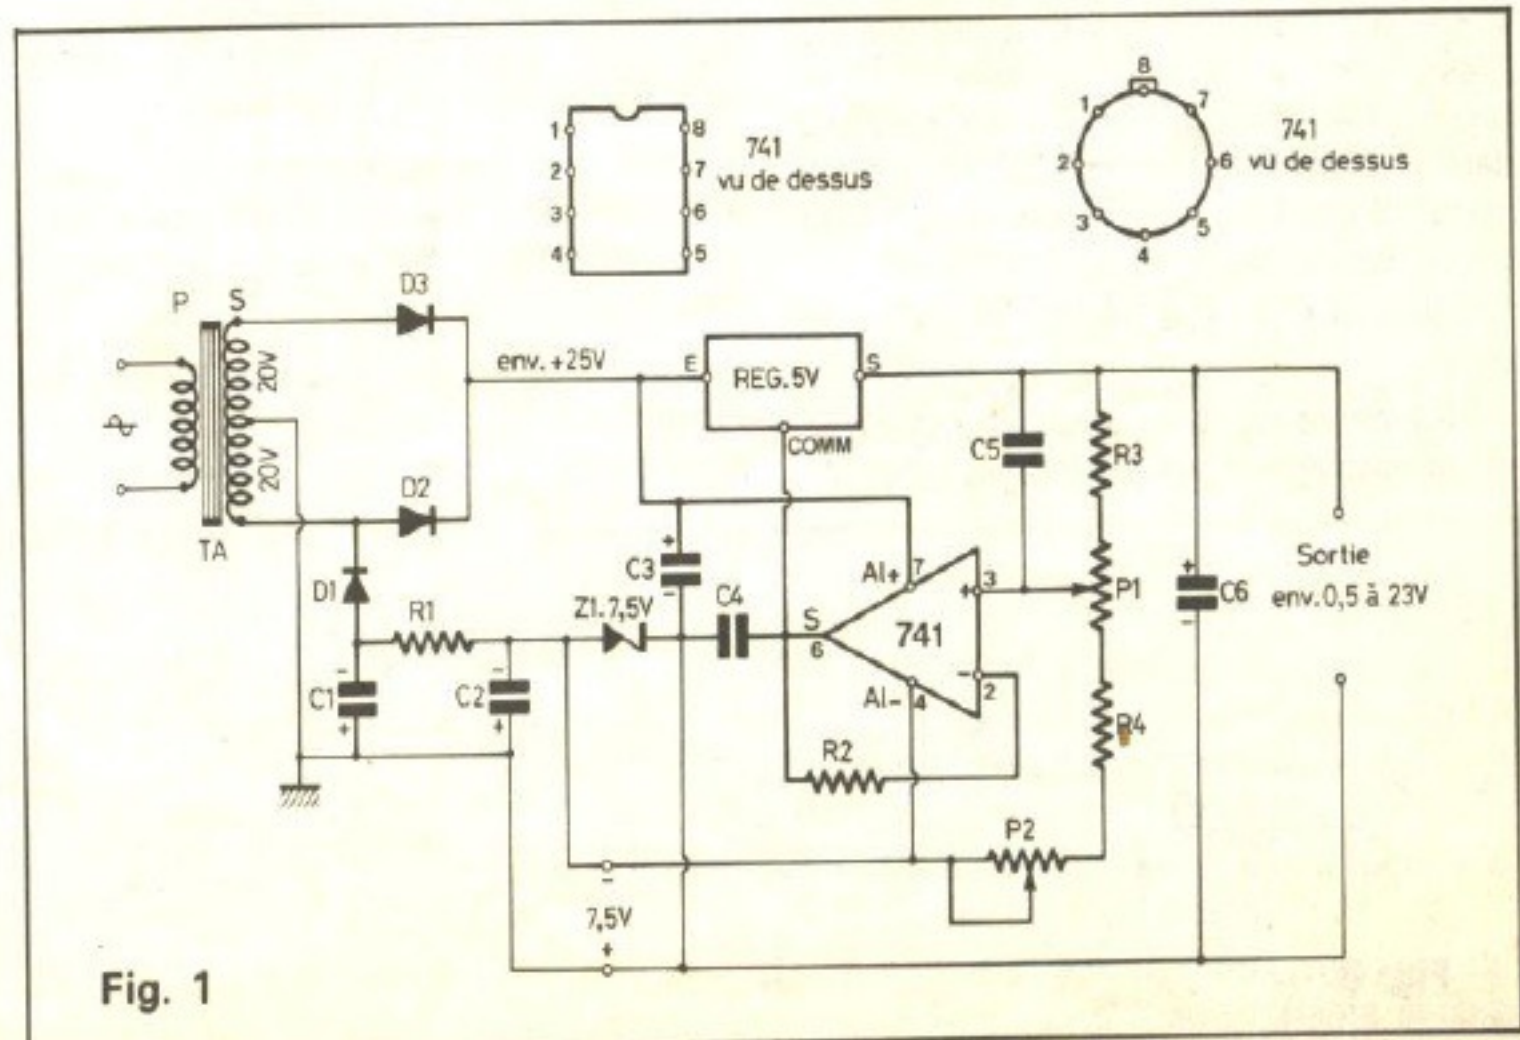 8
1
7
2
6
3
5
4
741
vu de dessus
1
8
2
7
3
6
4
5
741
vu de dessus
P
S
20V
20V
TA
D3
D2
env. +25V
E
REG. 5V
S
COMM
C5
R3
P1
R4
C6
+
-
Sortie
env. 0,5 à 23V
D1
R1
Z1. 7,5V
C3
+
-
C4
S
6
AI+
7
+
3
741
-
2
AI-
4
C1
-
+
C2
-
+
R2
P2
-
7,5V
+
Fig. 1